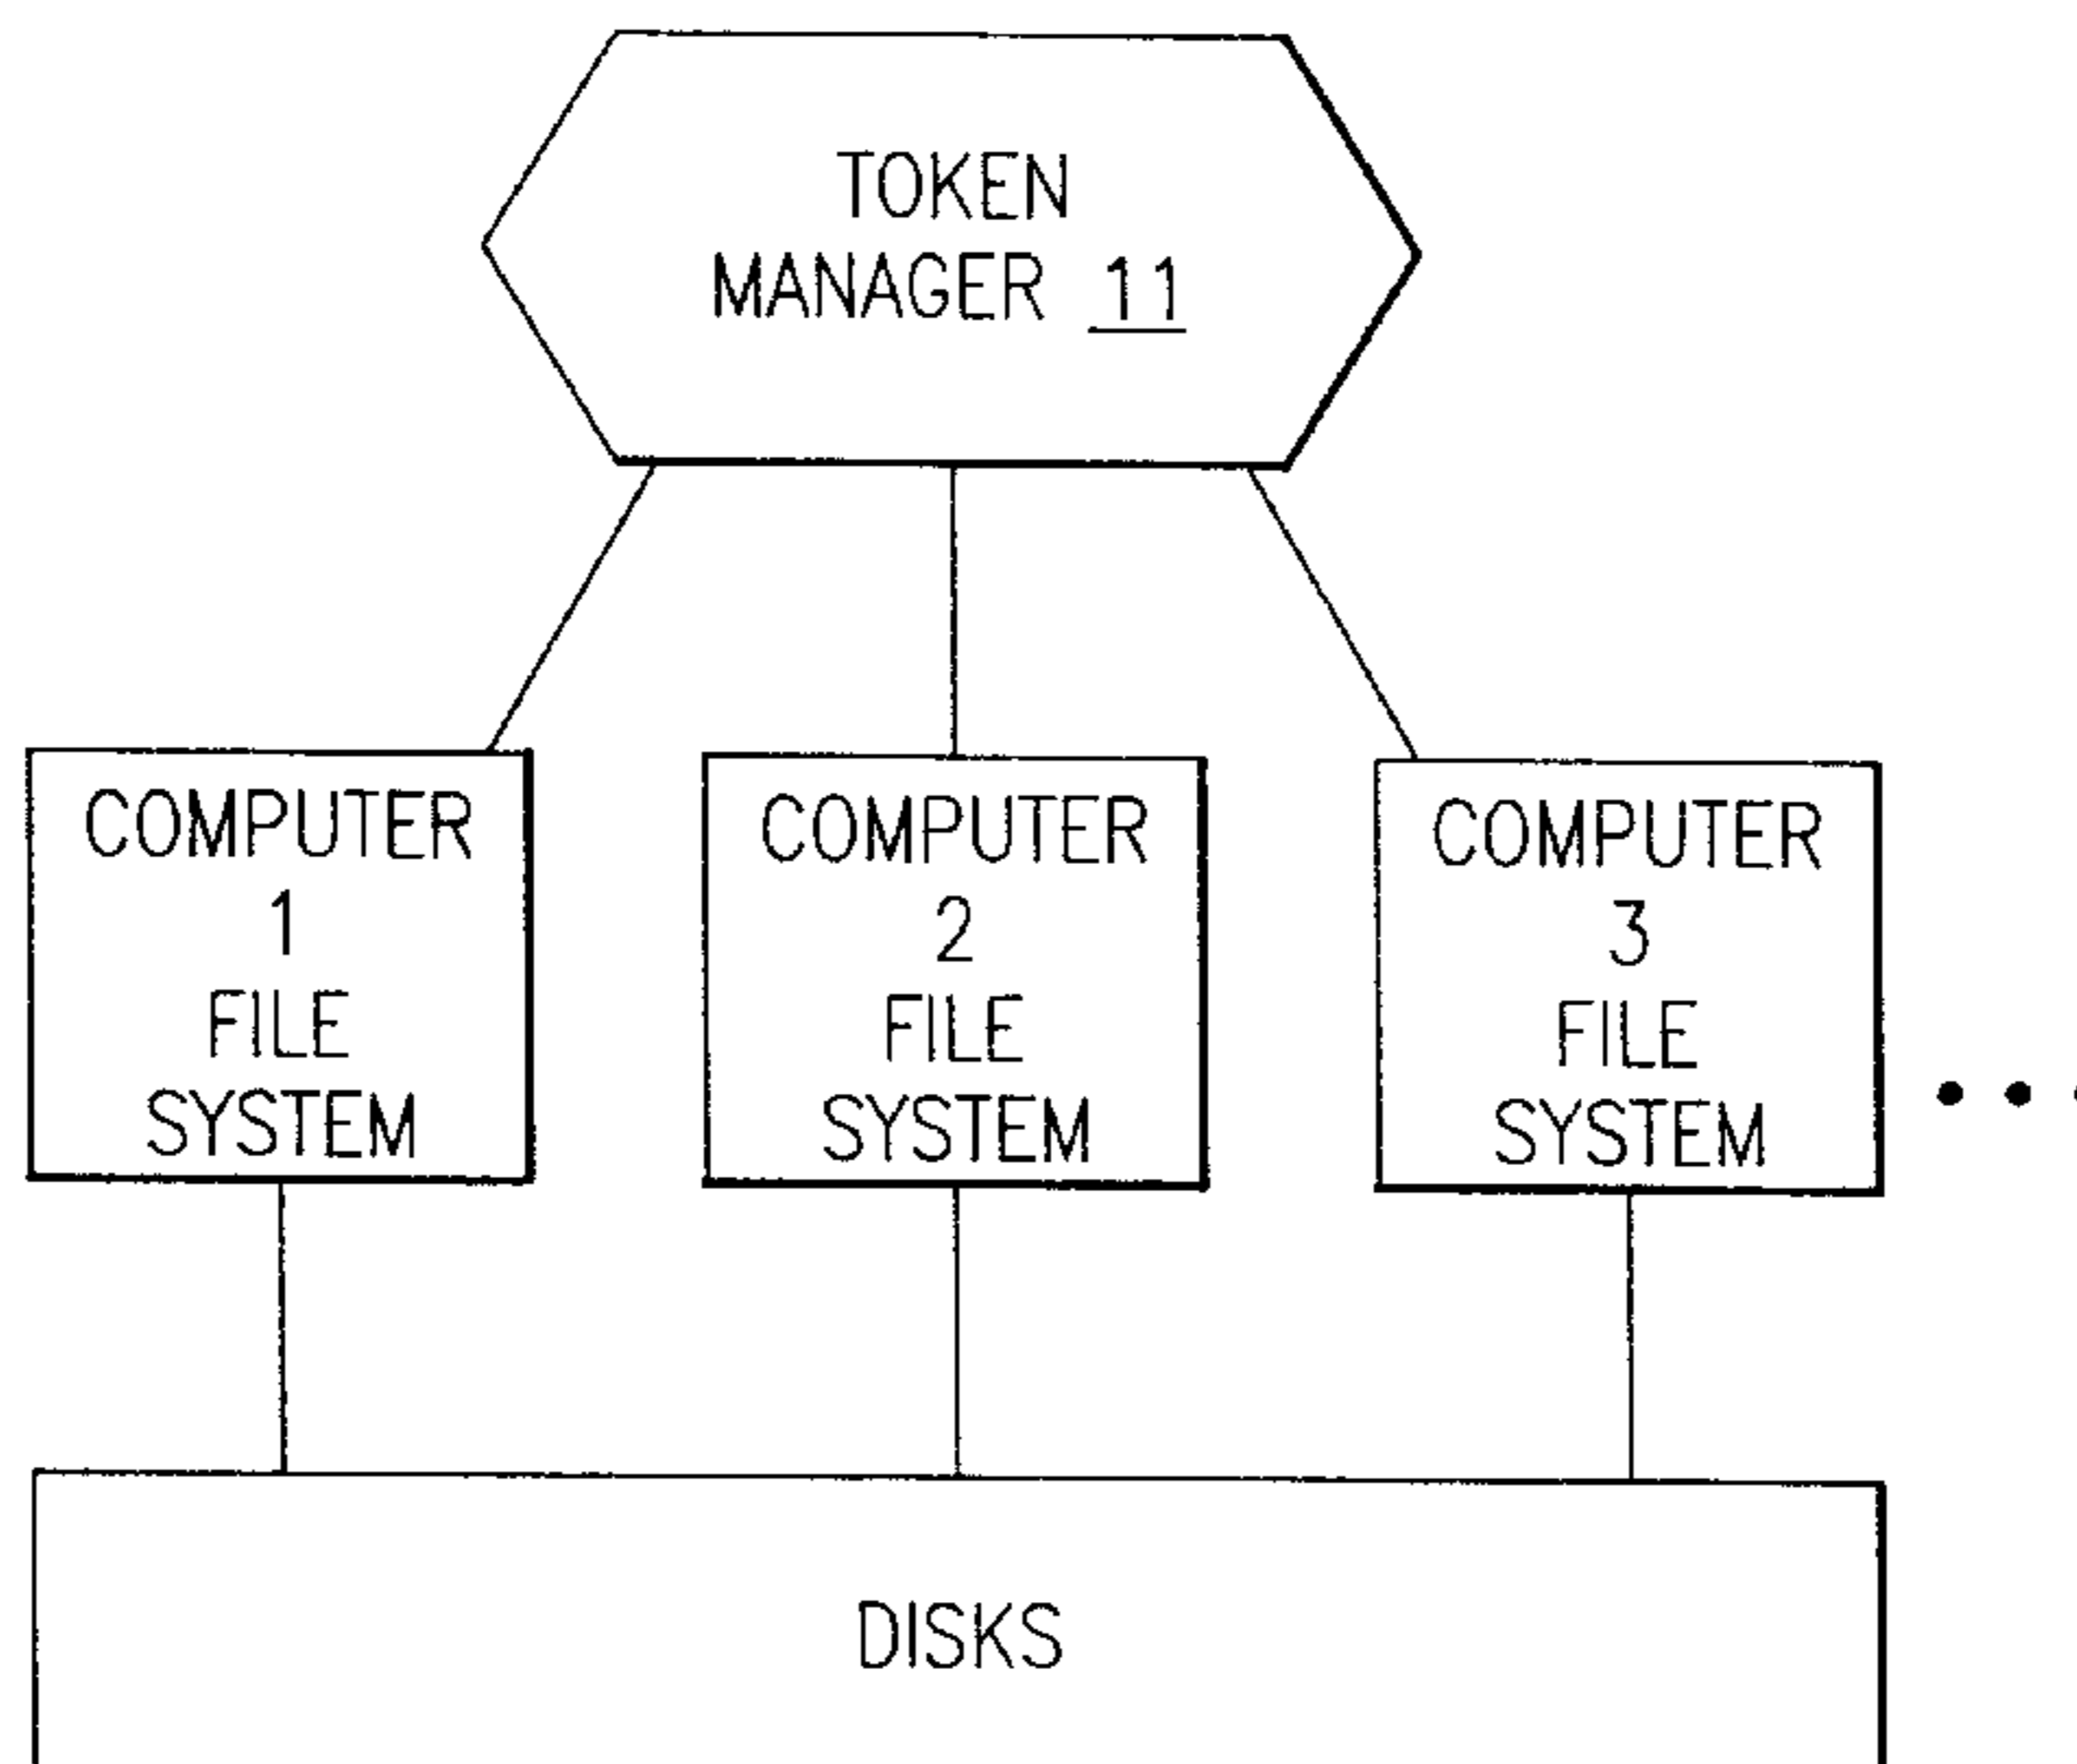 TOKEN
MANAGER 11
COMPUTER
1
FILE
SYSTEM
COMPUTER
2
FILE
SYSTEM
COMPUTER
3
FILE
SYSTEM
DISKS